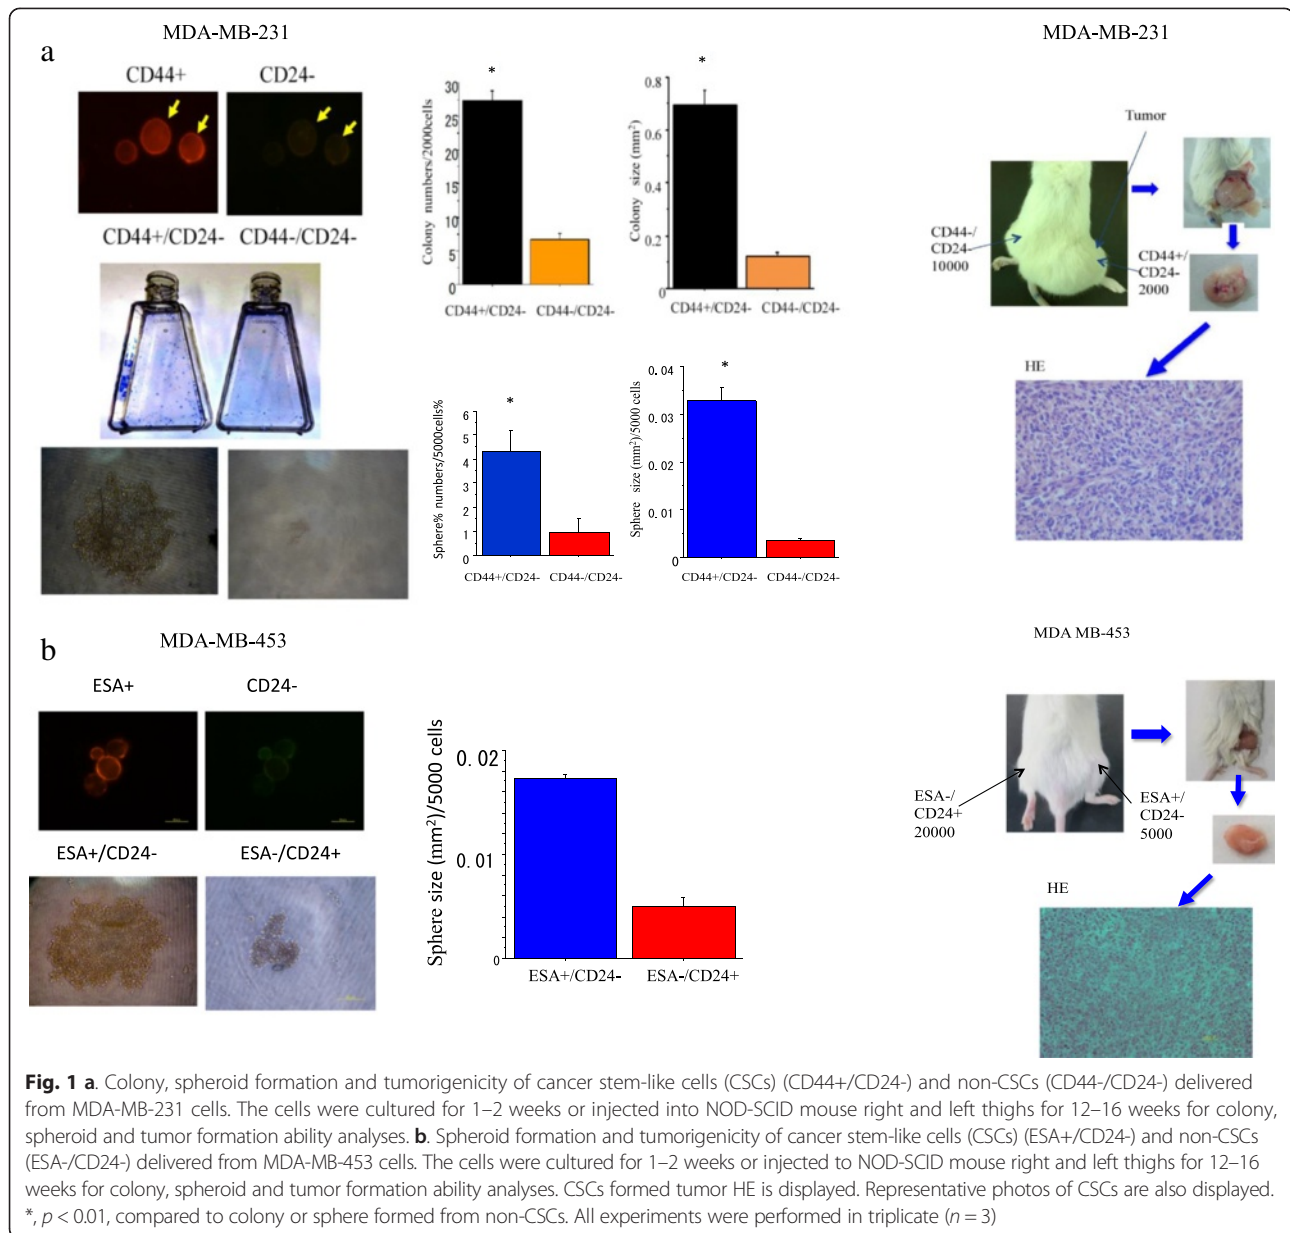 a
MDA-MB-231
CD44+
CD24-
CD44+/CD24-
CD44-/CD24-
*
Colony numbers/2000cells
30
25
20
30
15
10
5
0
CD44+/CD24-
CD44-/CD24-
*
Colony size (mm²)
0.8
0.6
0.4
0.2
0
CD44+/CD24-
CD44-/CD24-
*
Sphere% numbers/5000cells%
6
5
4
3
2
1
0
CD44+/CD24-
CD44-/CD24-
*
Sphere size (mm²)/5000 cells
0.04
0.03
0.02
0.01
0
CD44+/CD24-
CD44-/CD24-
MDA-MB-231
Tumor
CD44-/
CD24-
10000
CD44+/
CD24-
2000
HE
b
MDA-MB-453
ESA+
CD24-
ESA+/CD24-
ESA-/CD24+
Sphere size (mm²)/5000 cells
0.02
0.01
0
ESA+/CD24-
ESA-/CD24+
MDA MB-453
ESA-/
CD24+
20000
ESA+/
CD24-
5000
HE
Fig. 1 a. Colony, spheroid formation and tumorigenicity of cancer stem-like cells (CSCs) (CD44+/CD24-) and non-CSCs (CD44-/CD24-) delivered
from MDA-MB-231 cells. The cells were cultured for 1–2 weeks or injected into NOD-SCID mouse right and left thighs for 12–16 weeks for colony,
spheroid and tumor formation ability analyses. b. Spheroid formation and tumorigenicity of cancer stem-like cells (CSCs) (ESA+/CD24-) and non-CSCs
(ESA-/CD24-) delivered from MDA-MB-453 cells. The cells were cultured for 1–2 weeks or injected to NOD-SCID mouse right and left thighs for 12–16
weeks for colony, spheroid and tumor formation ability analyses. CSCs formed tumor HE is displayed. Representative photos of CSCs are also displayed.
*, p < 0.01, compared to colony or sphere formed from non-CSCs. All experiments were performed in triplicate (n = 3)